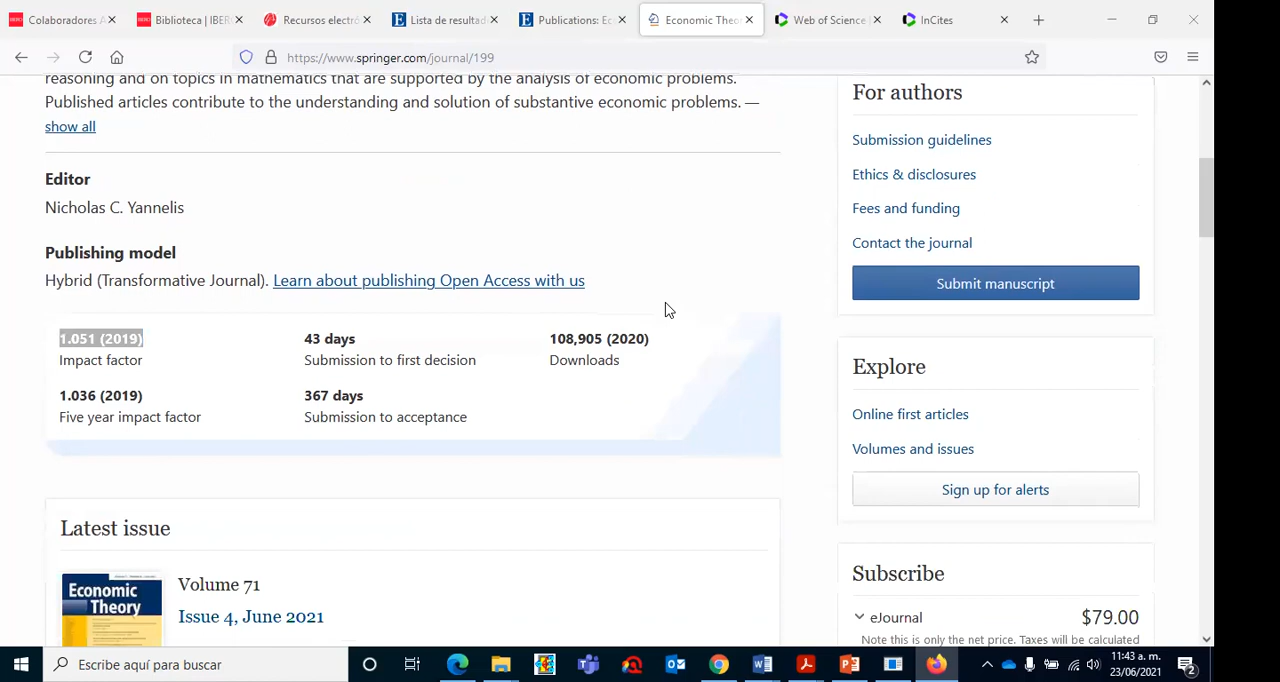 Colaboradores A
Biblioteca | IBER
Recursos electró
Lista de resultad
Publications: Ec
Economic Theo
Web of Science
InCites
https://www.springer.com/journal/199
reasoning and on topics in mathematics that are supported by the analysis of economic problems.
Published articles contribute to the understanding and solution of substantive economic problems. —
show all
Editor
Nicholas C. Yannelis
Publishing model
Hybrid (Transformative Journal). Learn about publishing Open Access with us
1.051 (2019)
Impact factor
43 days
Submission to first decision
108,905 (2020)
Downloads
1.036 (2019)
Five year impact factor
367 days
Submission to acceptance
Latest issue
Economic
Theory
Volume 71
Issue 4, June 2021
For authors
Submission guidelines
Ethics & disclosures
Fees and funding
Contact the journal
Submit manuscript
Explore
Online first articles
Volumes and issues
Sign up for alerts
Subscribe
eJournal $79.00
Note this is only the net price. Taxes will be calculated
Escribe aquí para buscar
11:43 a. m.
23/06/2021
2